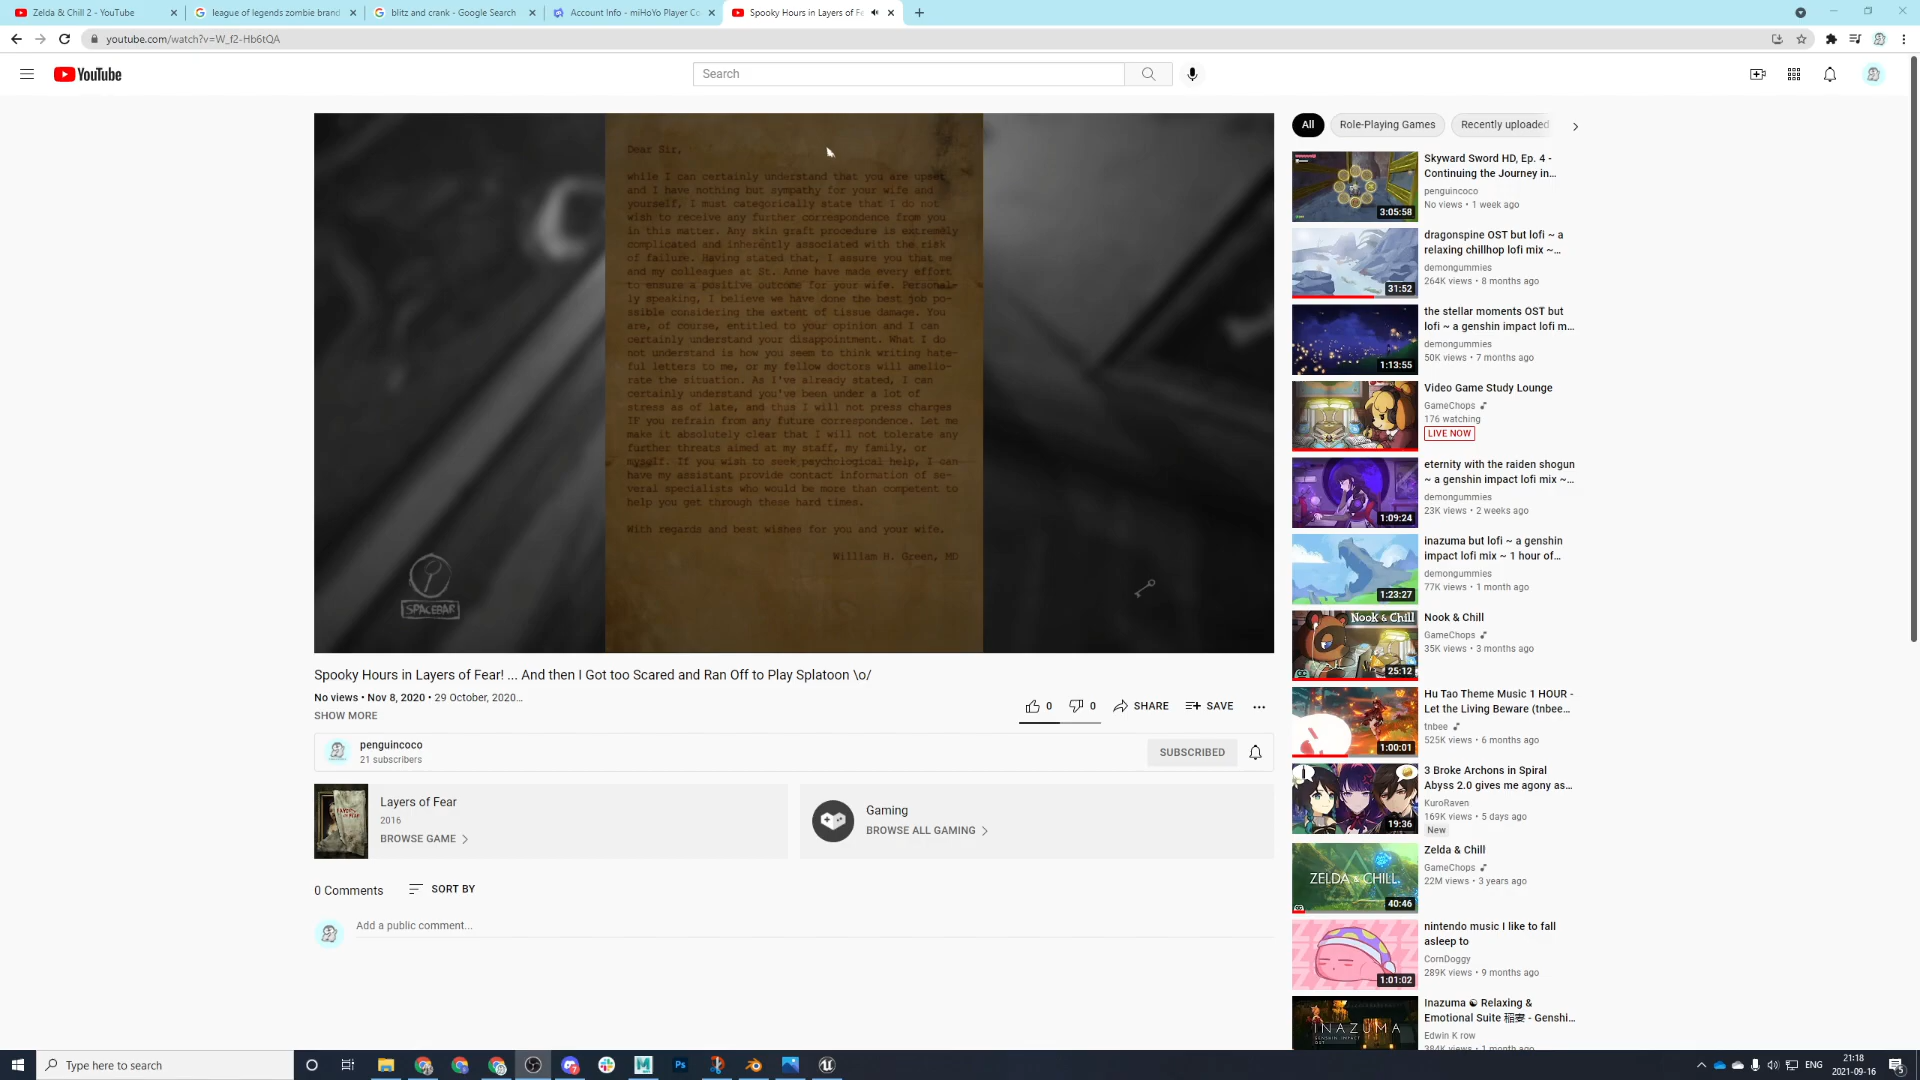 Zelda & Chill 2 - YouTube
league of legends zombie brand
blitz and crank - Google Search
Account Info - miHoYo Player Co
Spooky Hours in Layers of Fe
youtube.com/watch?v=W_f2-Hb6tQA
YouTube
Search
Dear Sir,
while I can certainly understand that you are upset
and I have nothing but sympathy for your wife and
yourself, I must categorically state that I do not
wish to receive any further correspondence from you
in this matter. Any skin graft procedure is extremely
complicated and inherently associated with the risk
of failure. Having stated that, I assure you that me
and my colleagues at St. Anne have made every effort
to ensure a positive outcome for your wife. Personal-
ly speaking, I believe we have done the best job po-
ssible considering the extent of tissue damage. You
are, of course, entitled to your opinion and I can
certainly understand your disappointment. What I do
not understand is how you seem to think writing hate-
ful letters to me, or my fellow doctors will amelio-
rate the situation. As I've already stated, I can
certainly understand you've been under a lot of
stress as of late, and thus I will not press charges
IF you refrain from any future correspondence. Let me
make it absolutely clear that I will not tolerate any
further threats aimed at my staff, my family, or
myself. If you wish to seek psychological help, I can
have my assistant provide contact information of se-
veral specialists who would be more than competent to
help you get through these hard times.
With regards and best wishes for you and your wife.
William H. Green, MD
SPACEBAR
Spooky Hours in Layers of Fear! ... And then I Got too Scared and Ran Off to Play Splatoon \o/
No views • Nov 8, 2020 • 29 October, 2020...
SHOW MORE
0
0
SHARE
SAVE
penguincoco
21 subscribers
SUBSCRIBED
Layers of Fear
2016
BROWSE GAME
Gaming
BROWSE ALL GAMING
0 Comments
SORT BY
Add a public comment...
All
Role-Playing Games
Recently uploaded
3:05:58
Skyward Sword HD, Ep. 4 -
Continuing the Journey in...
penguincoco
No views • 1 week ago
31:52
dragonspine OST but lofi ~ a
relaxing chillhop lofi mix ~...
demongummies
264K views • 8 months ago
1:13:55
the stellar moments OST but
lofi ~ a genshin impact lofi m...
demongummies
50K views • 7 months ago
Video Game Study Lounge
GameChops
176 watching
LIVE NOW
1:09:24
eternity with the raiden shogun
~ a genshin impact lofi mix ~...
demongummies
23K views • 2 weeks ago
1:23:27
inazuma but lofi ~ a genshin
impact lofi mix ~ 1 hour of...
demongummies
77K views • 1 month ago
Nook & Chill
25:12
Nook & Chill
GameChops
35K views • 3 months ago
1:00:01
Hu Tao Theme Music 1 HOUR -
Let the Living Beware (tnbee...
tnbee
525K views • 6 months ago
19:36
3 Broke Archons in Spiral
Abyss 2.0 gives me agony as...
KuroRaven
169K views • 5 days ago
New
ZELDA & CHILL
40:46
Zelda & Chill
GameChops
22M views • 3 years ago
1:01:02
nintendo music I like to fall
asleep to
CornDoggy
289K views • 9 months ago
INAZUMA
Inazuma ☯ Relaxing &
Emotional Suite 稲妻 - Genshi...
Edwin K row
384K views • 1 month ago
Type here to search
ENG
21:18
2021-09-16
5